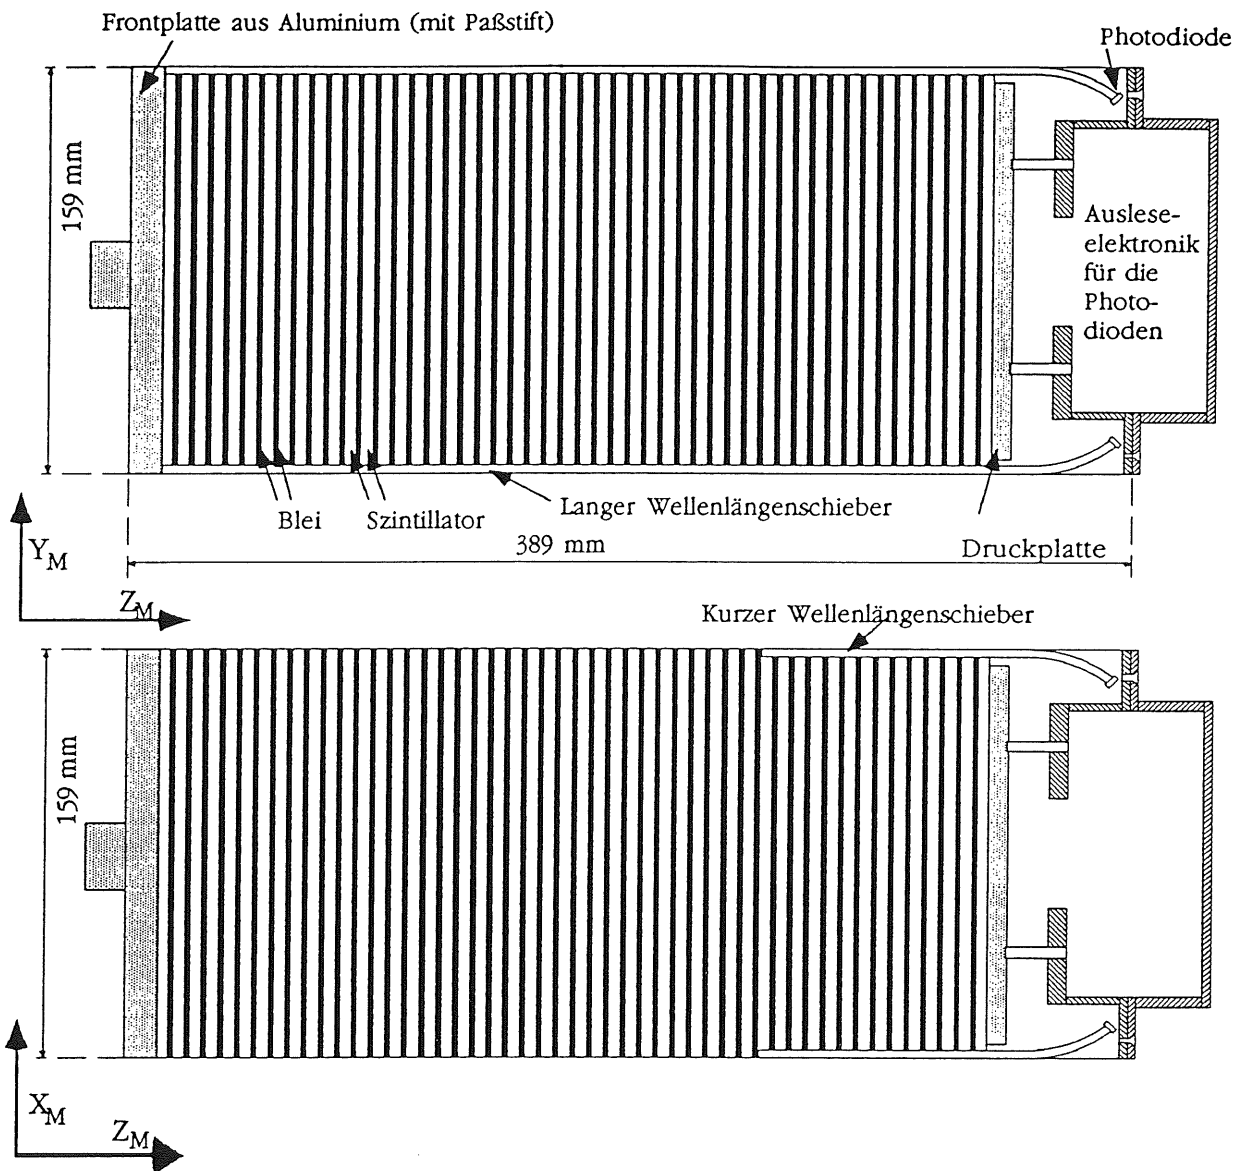 Frontplatte aus Aluminium (mit Paßstift)
Photodiode
159 mm
Auslese-
elektronik
für die
Photo-
dioden
Blei
Szintillator
Langer Wellenlängenschieber
Druckplatte
389 mm
Y_M
Z_M
Kurzer Wellenlängenschieber
159 mm
X_M
Z_M